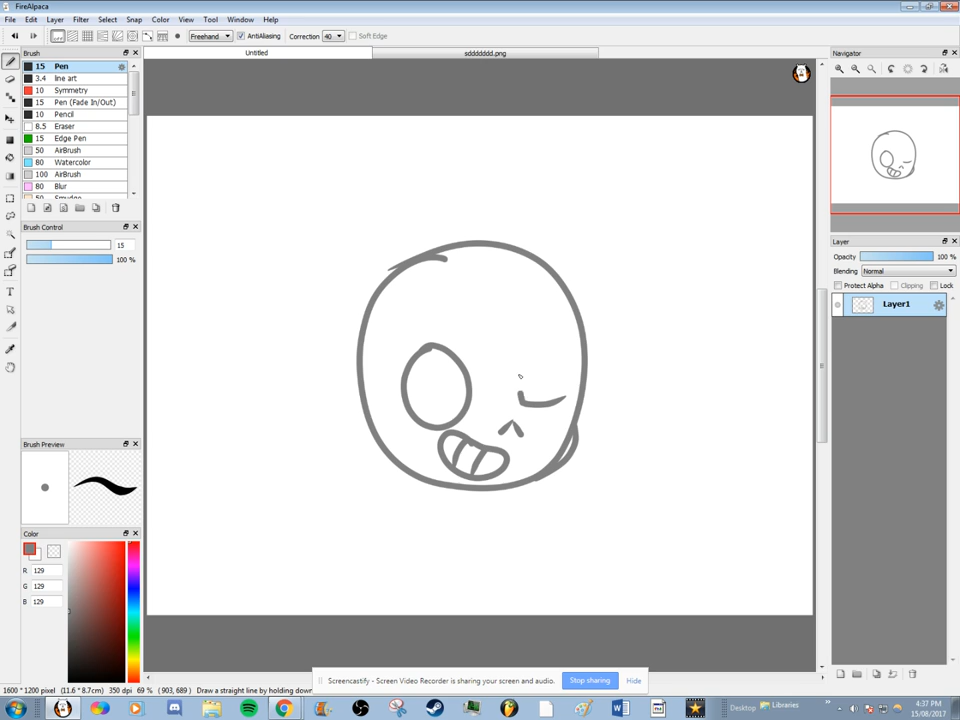 FireAlpaca
File Edit Layer Filter Select Snap Color View Tool Window Help
OFF Freehand AntiAliasing Correction 40 Soft Edge
Brush
15 Pen
3.4 line art
10 Symmetry
15 Pen (Fade In/Out)
10 Pencil
8.5 Eraser
15 Edge Pen
50 AirBrush
80 Watercolor
100 AirBrush
80 Blur
50 Smudge
Brush Control
15
100 %
Brush Preview
Color
R 129
G 129
B 129
Untitled sddddddd.png
Navigator
Layer
Opacity 100 %
Blending Normal
Protect Alpha Clipping Lock
Layer1
1600 * 1200 pixel (11.6 * 8.7cm) 350 dpi 69 % ( 903, 689 ) Draw a straight line by holding down
Screencastify - Screen Video Recorder is sharing your screen and audio. Stop sharing Hide
Desktop Libraries
4:37 PM
15/08/2017